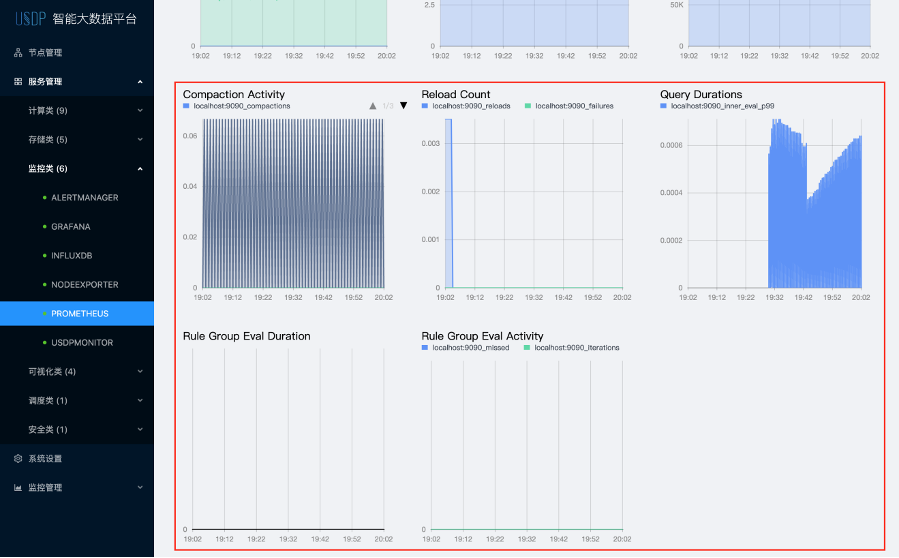 USDP 智能大数据平台
节点管理
服务管理
计算类 (9)
存储类 (5)
监控类 (6)
ALERTMANAGER
GRAFANA
INFLUXDB
NODEEXPORTER
PROMETHEUS
USDPMONITOR
可视化类 (4)
调度类 (1)
安全类 (1)
系统设置
监控管理
0
19:02 19:12 19:22 19:32 19:42 19:52 20:02
2.5
0
19:02 19:12 19:22 19:32 19:42 19:52 20:02
50K
0
19:02 19:12 19:22 19:32 19:42 19:52 20:02
Compaction Activity
localhost:9090_compactions
1/3
0.06
0.04
0.02
0
19:02 19:12 19:22 19:32 19:42 19:52 20:02
Reload Count
localhost:9090_reloads localhost:9090_failures
0.003
0.002
0.001
0
19:02 19:12 19:22 19:32 19:42 19:52 20:02
Query Durations
localhost:9090_inner_eval_p99
0.0006
0.0004
0.0002
0
19:02 19:12 19:22 19:32 19:42 19:52 20:02
Rule Group Eval Duration
0
19:02 19:12 19:22 19:32 19:42 19:52 20:02
Rule Group Eval Activity
localhost:9090_missed localhost:9090_iterations
0
19:02 19:12 19:22 19:32 19:42 19:52 20:02